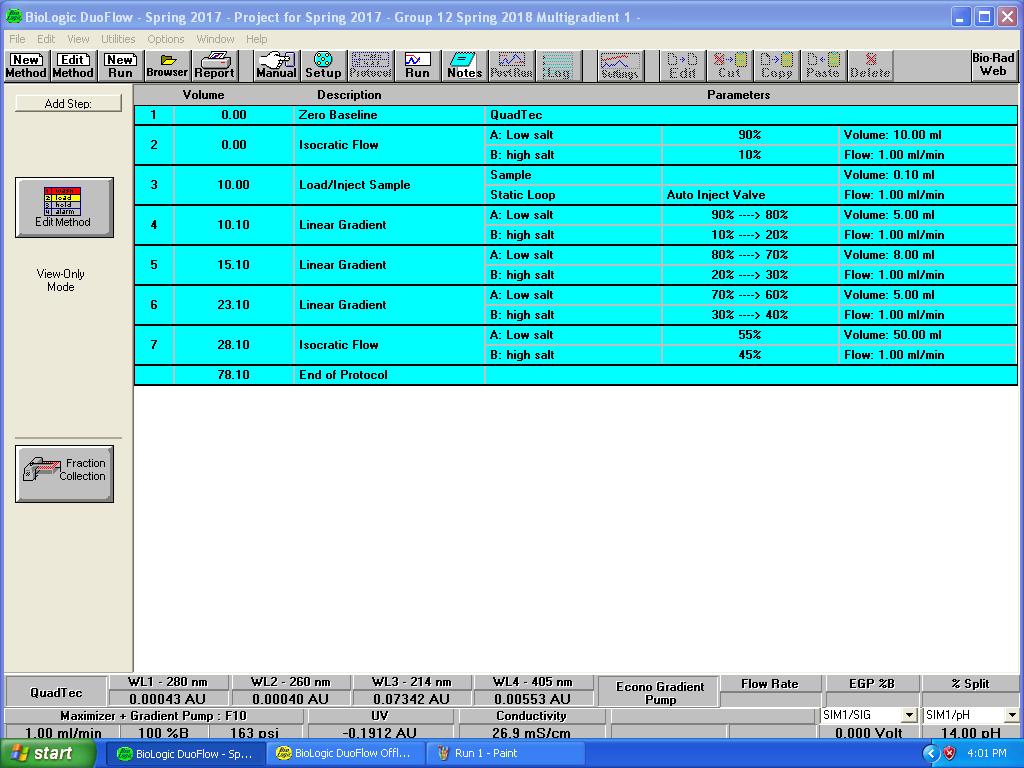 BioLogic DuoFlow - Spring 2017 - Project for Spring 2017 - Group 12 Spring 2018 Multigradient 1 -
File Edit View Utilities Options Window Help
New Method Edit Method New Run Browser Report Manual Setup Protocol Run Notes PostRun Log Settings Edit Cut Copy Paste Delete Bio-Rad Web
Add Step:
Edit Method
View-Only
Mode
Fraction
Collection
Volume Description Parameters
1 0.00 Zero Baseline QuadTec
2 0.00 Isocratic Flow A: Low salt 90% Volume: 10.00 ml
B: high salt 10% Flow: 1.00 ml/min
3 10.00 Load/Inject Sample Sample Volume: 0.10 ml
Static Loop Auto Inject Valve Flow: 1.00 ml/min
4 10.10 Linear Gradient A: Low salt 90% ----> 80% Volume: 5.00 ml
B: high salt 10% ----> 20% Flow: 1.00 ml/min
5 15.10 Linear Gradient A: Low salt 80% ----> 70% Volume: 8.00 ml
B: high salt 20% ----> 30% Flow: 1.00 ml/min
6 23.10 Linear Gradient A: Low salt 70% ----> 60% Volume: 5.00 ml
B: high salt 30% ----> 40% Flow: 1.00 ml/min
7 28.10 Isocratic Flow A: Low salt 55% Volume: 50.00 ml
B: high salt 45% Flow: 1.00 ml/min
78.10 End of Protocol
QuadTec WL1 - 280 nm WL2 - 260 nm WL3 - 214 nm WL4 - 405 nm Econo Gradient Pump Flow Rate EGP %B % Split
0.00043 AU 0.00040 AU 0.07342 AU 0.00553 AU
Maximizer + Gradient Pump : F10 UV Conductivity SIM1/SIG SIM1/pH
1.00 ml/min 100 %B 163 psi -0.1912 AU 26.9 mS/cm 0.000 Volt 14.00 pH
start BioLogic DuoFlow - Sp... BioLogic DuoFlow Offl... Run 1 - Paint 4:01 PM